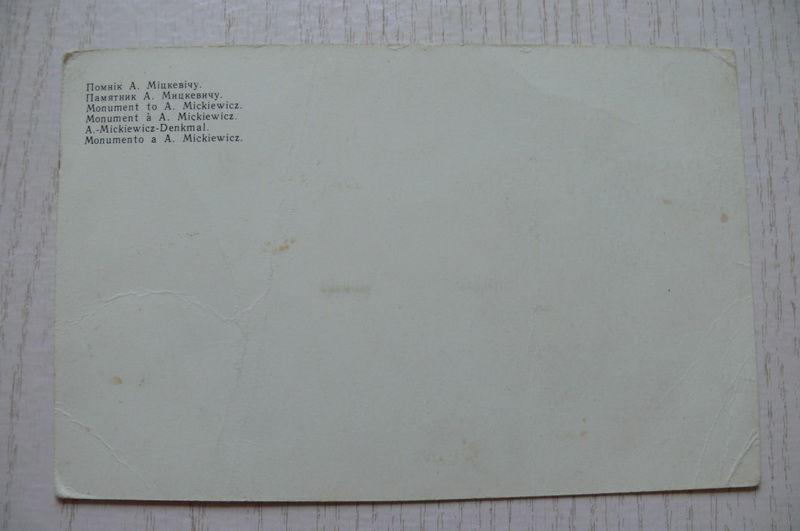 Помнік А. Міцкевічу.
Памятник А. Мицкевичу.
Monument to A. Mickiewicz.
Monument à A. Mickiewicz.
A.-Mickiewicz-Denkmal.
Monumento a A. Mickiewicz.